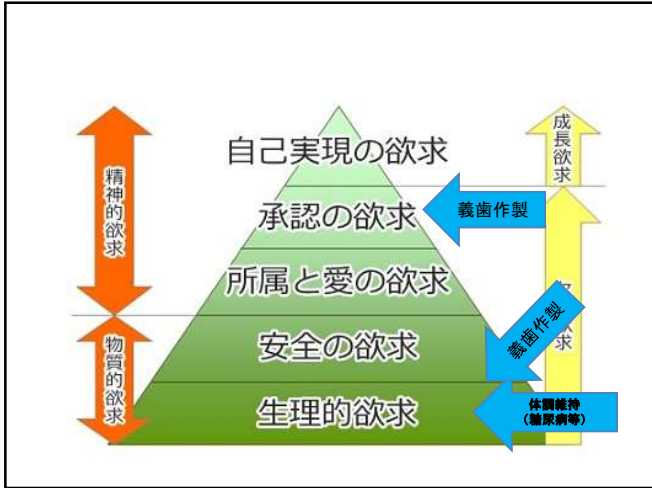 自己実現の欲求
承認の欲求
所属と愛の欲求
安全の欲求
生理的欲求
精神的欲求
物質的欲求
成長欲求
義歯作製
義歯作製
体調維持
(糖尿病等)
欲求